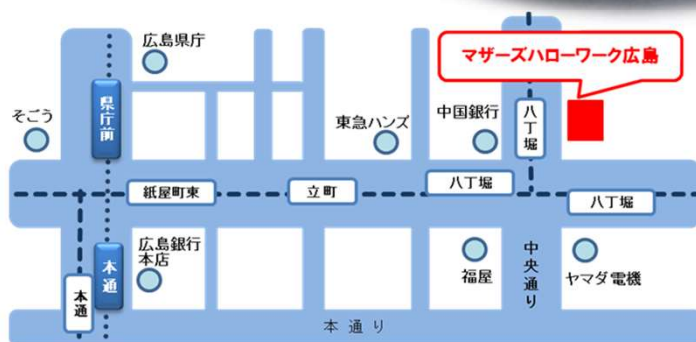 広島県庁
マザーズハローワーク広島
そごう
県庁前
東急ハンズ
中国銀行
八丁堀
紙屋町東
立町
八丁堀
八丁堀
本通
本通
広島銀行
本店
福屋
中央通り
ヤマダ電機
本通り